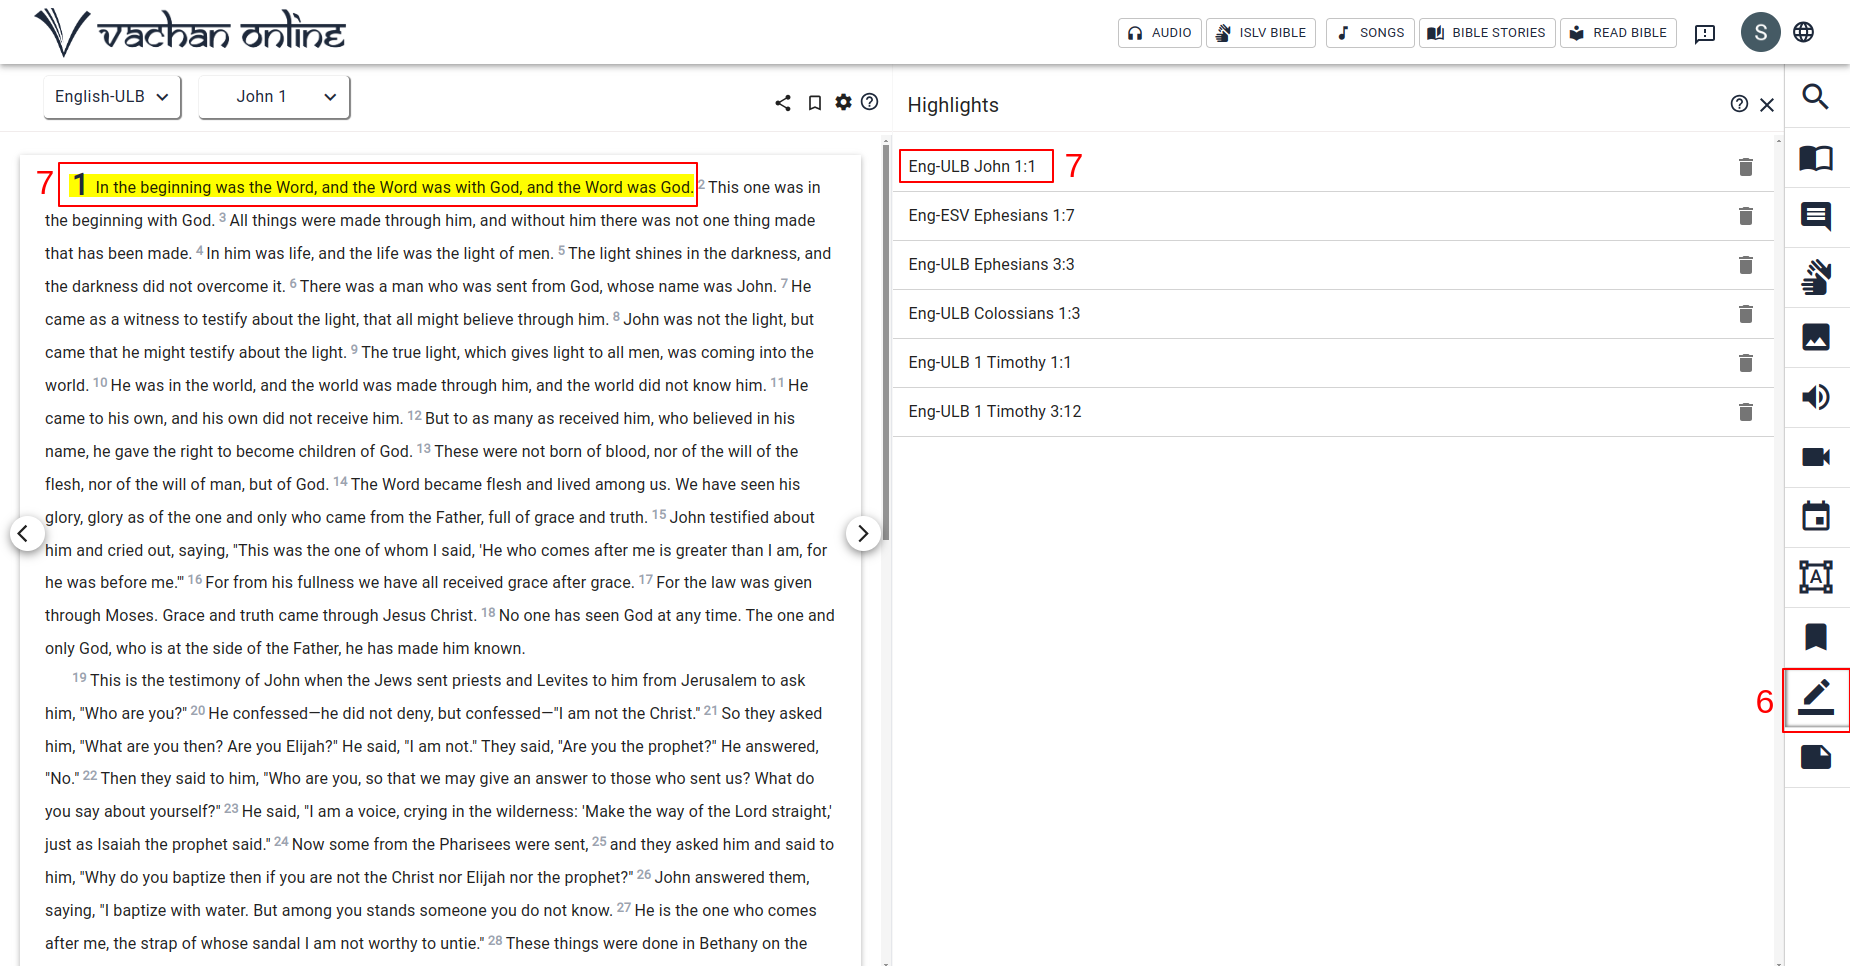 vachan online
AUDIO
ISLV BIBLE
SONGS
BIBLE STORIES
READ BIBLE
S
English-ULB
John 1
7
1 In the beginning was the Word, and the Word was with God, and the Word was God. 2 This one was in
the beginning with God. 3 All things were made through him, and without him there was not one thing made
that has been made. 4 In him was life, and the life was the light of men. 5 The light shines in the darkness, and
the darkness did not overcome it. 6 There was a man who was sent from God, whose name was John. 7 He
came as a witness to testify about the light, that all might believe through him. 8 John was not the light, but
came that he might testify about the light. 9 The true light, which gives light to all men, was coming into the
world. 10 He was in the world, and the world was made through him, and the world did not know him. 11 He
came to his own, and his own did not receive him. 12 But to as many as received him, who believed in his
name, he gave the right to become children of God. 13 These were not born of blood, nor of the will of the
flesh, nor of the will of man, but of God. 14 The Word became flesh and lived among us. We have seen his
glory, glory as of the one and only who came from the Father, full of grace and truth. 15 John testified about
him and cried out, saying, "This was the one of whom I said, 'He who comes after me is greater than I am, for
he was before me.'" 16 For from his fullness we have all received grace after grace. 17 For the law was given
through Moses. Grace and truth came through Jesus Christ. 18 No one has seen God at any time. The one and
only God, who is at the side of the Father, he has made him known.
19 This is the testimony of John when the Jews sent priests and Levites to him from Jerusalem to ask
him, "Who are you?" 20 He confessed—he did not deny, but confessed—"I am not the Christ." 21 So they asked
him, "What are you then? Are you Elijah?" He said, "I am not." They said, "Are you the prophet?" He answered,
"No." 22 Then they said to him, "Who are you, so that we may give an answer to those who sent us? What do
you say about yourself?" 23 He said, "I am a voice, crying in the wilderness: 'Make the way of the Lord straight,'
just as Isaiah the prophet said." 24 Now some from the Pharisees were sent, 25 and they asked him and said to
him, "Why do you baptize then if you are not the Christ nor Elijah nor the prophet?" 26 John answered them,
saying, "I baptize with water. But among you stands someone you do not know. 27 He is the one who comes
after me, the strap of whose sandal I am not worthy to untie." 28 These things were done in Bethany on the
Highlights
Eng-ULB John 1:1
7
Eng-ESV Ephesians 1:7
Eng-ULB Ephesians 3:3
Eng-ULB Colossians 1:3
Eng-ULB 1 Timothy 1:1
Eng-ULB 1 Timothy 3:12
A
6